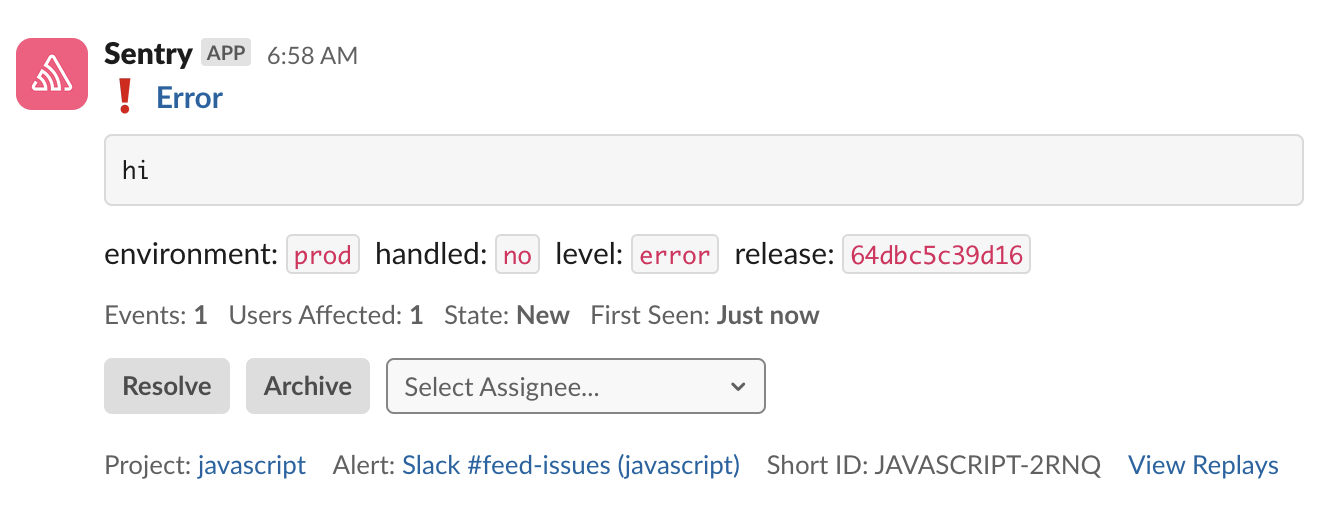 Sentry APP 6:58 AM
❗ Error
hi
environment: prod handled: no level: error release: 64dbc5c39d16
Events: 1 Users Affected: 1 State: New First Seen: Just now
Resolve Archive Select Assignee...
Project: javascript Alert: Slack #feed-issues (javascript) Short ID: JAVASCRIPT-2RNQ View Replays